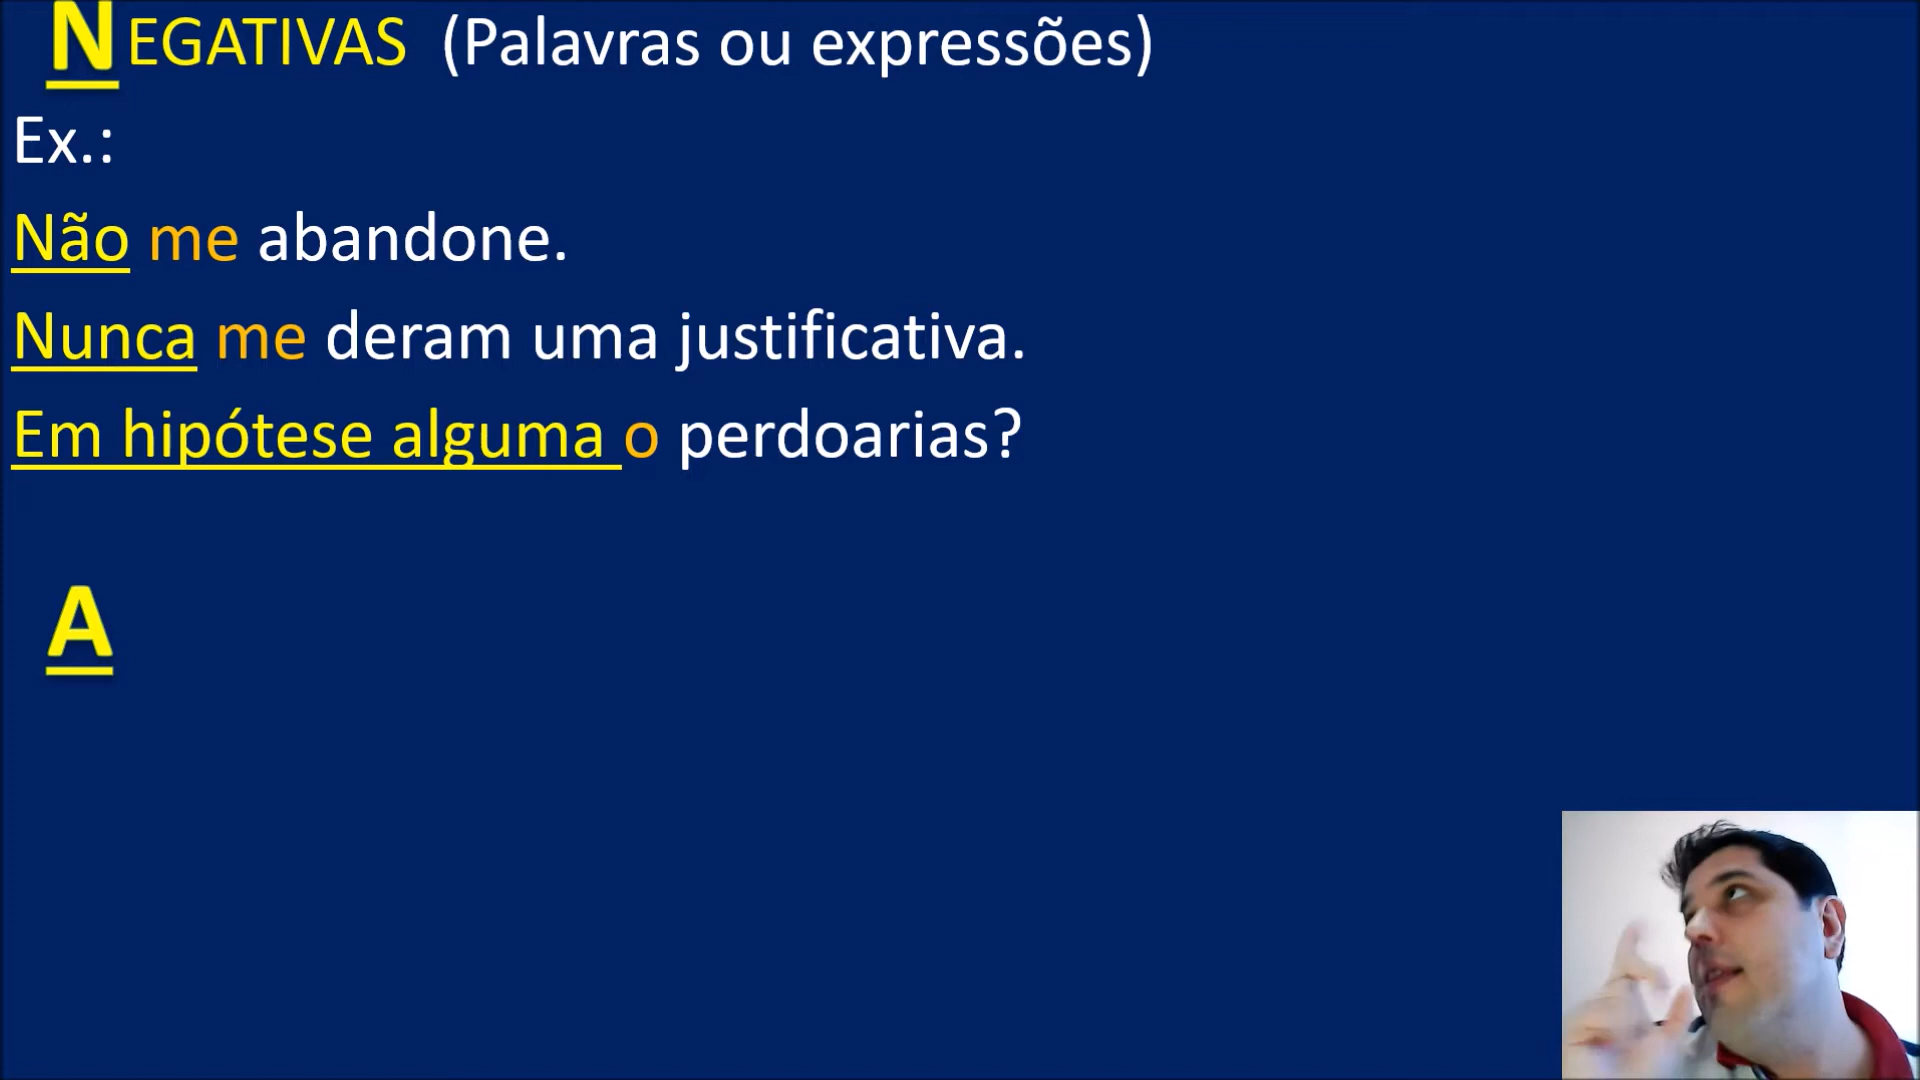 NEGATIVAS (Palavras ou expressões)
Ex.:
Não me abandone.
Nunca me deram uma justificativa.
Em hipótese alguma o perdoarias?
A